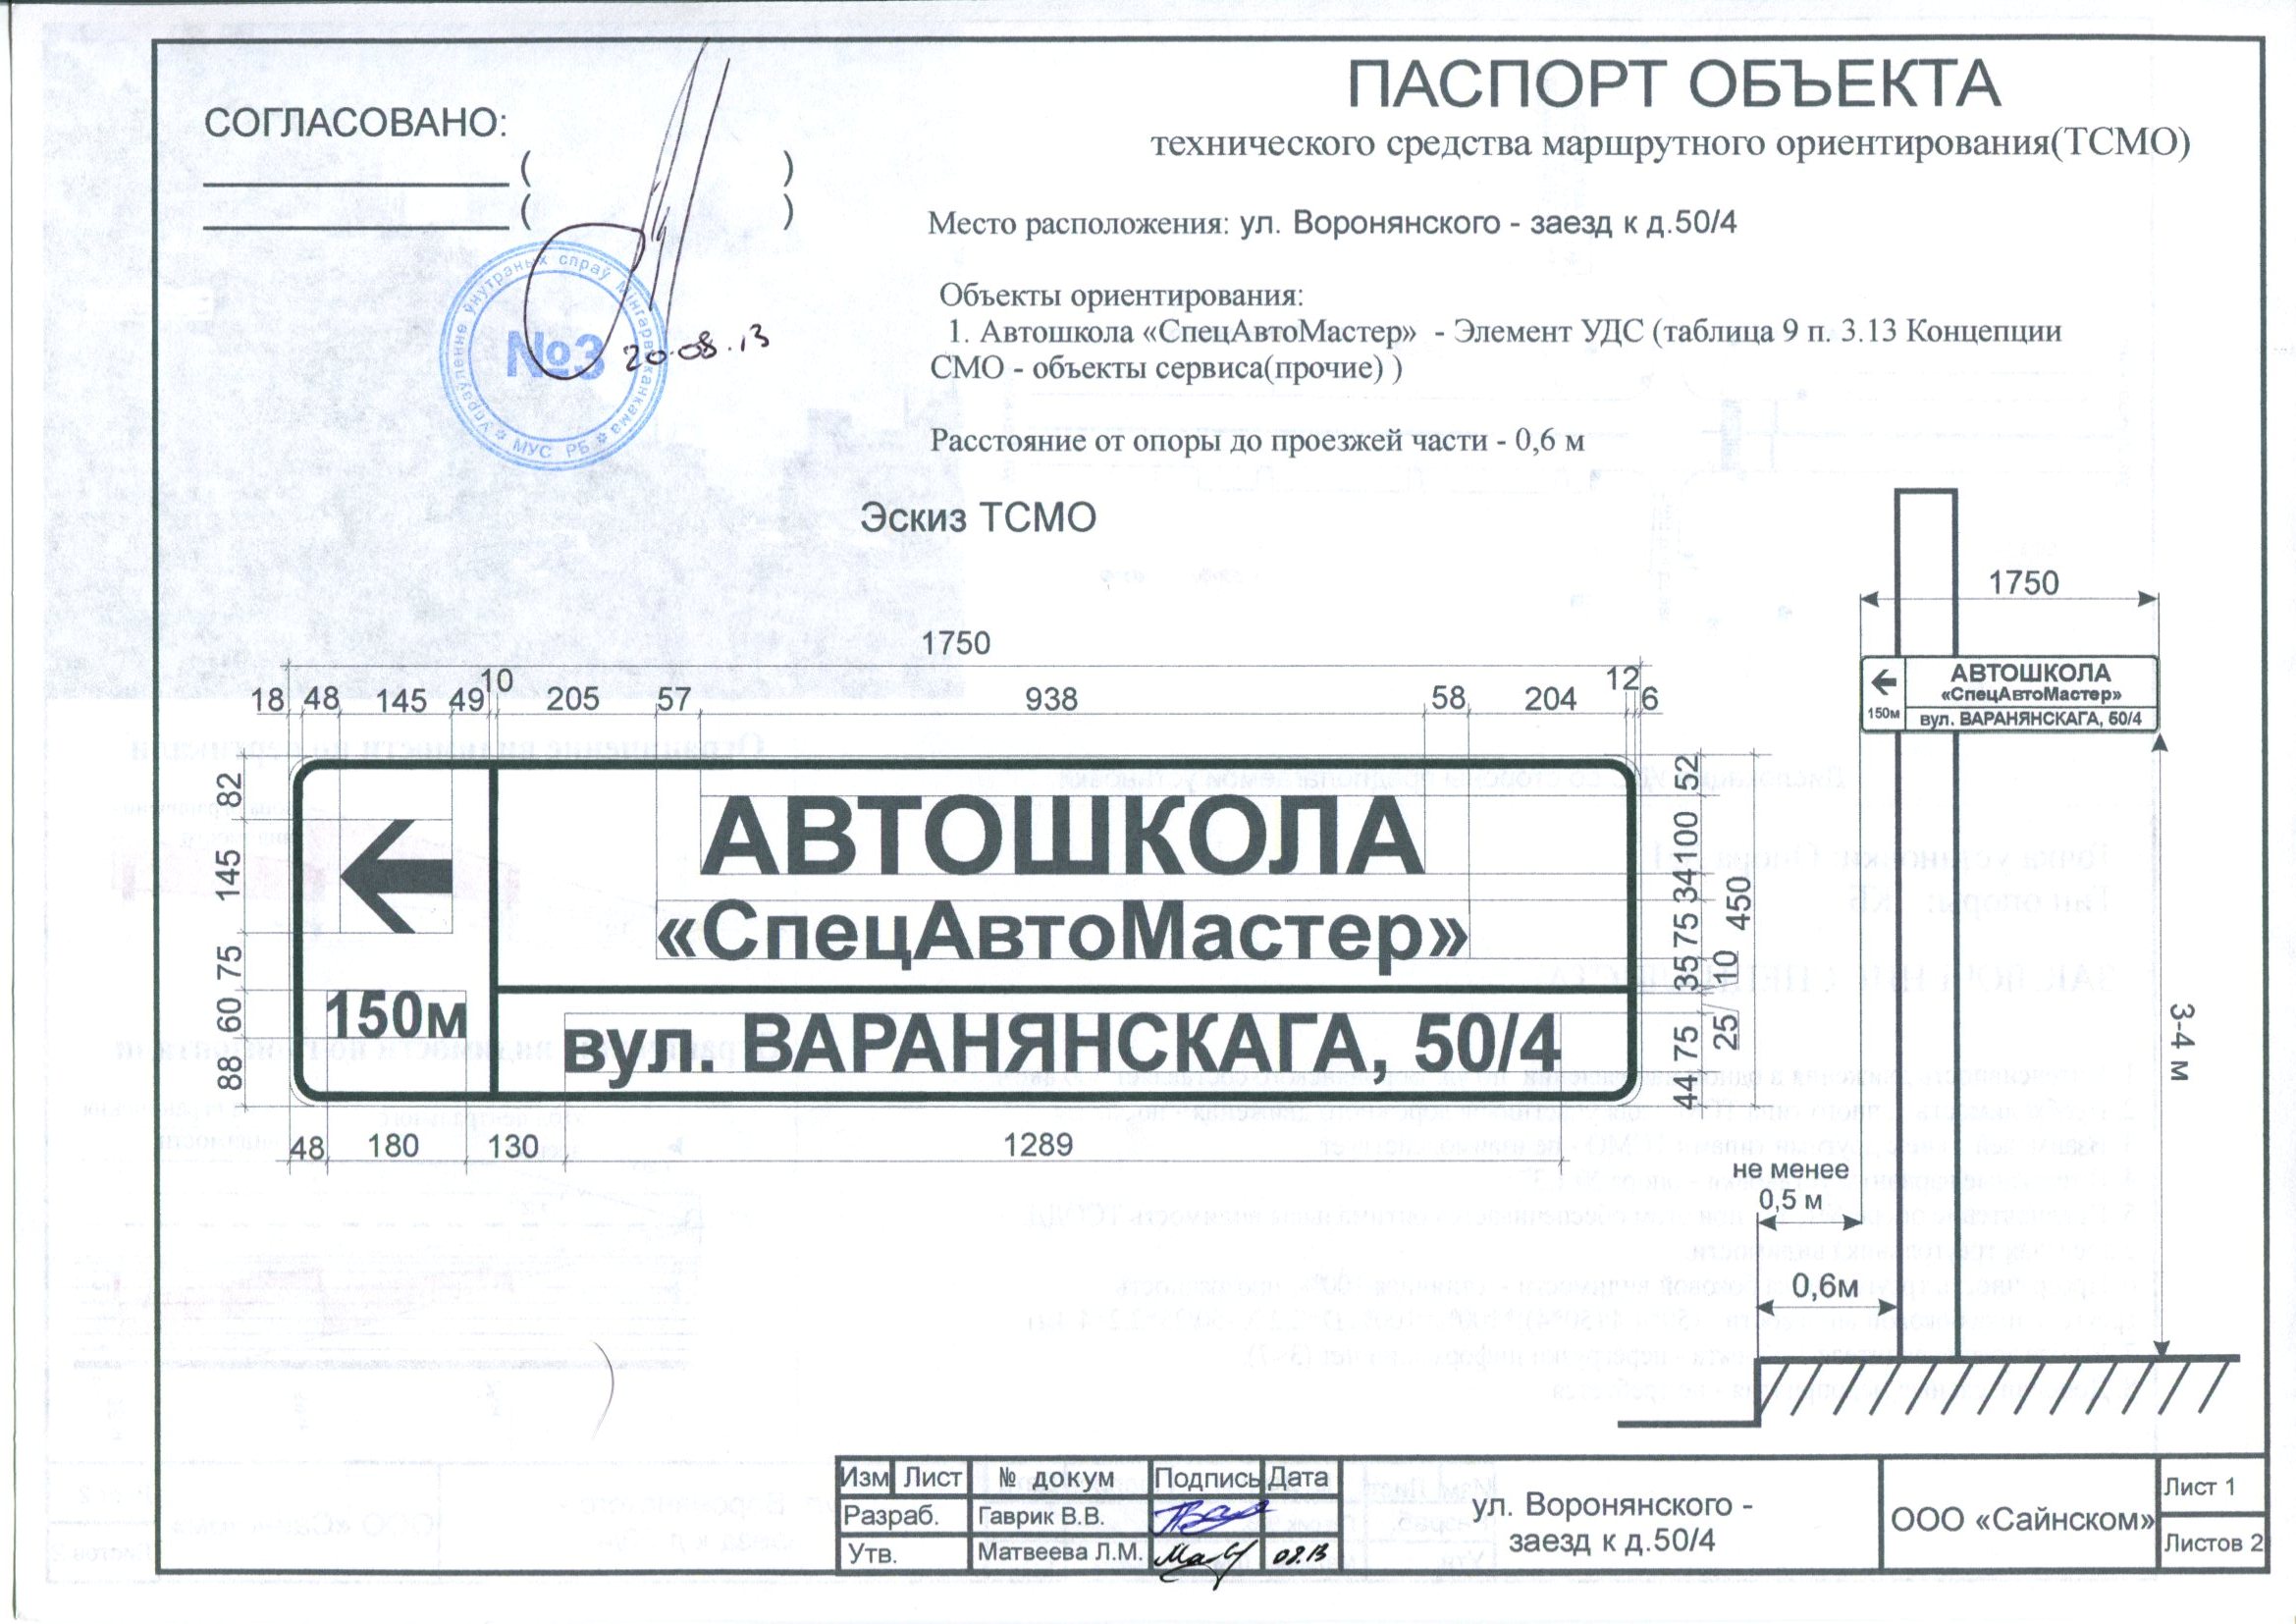 ПАСПОРТ ОБЪЕКТА
технического средства маршрутного ориентирования(ТСМО)
СОГЛАСОВАНО:
( )
( )
Управленне ўнутраных спраў Мінгарвыканкама
МУС РБ
№3
20.08.13
Место расположения: ул. Воронянского - заезд к д.50/4
Объекты ориентирования:
1. Автошкола «СпецАвтоМастер» - Элемент УДС (таблица 9 п. 3.13 Концепции
СМО - объекты сервиса(прочие) )
Расстояние от опоры до проезжей части - 0,6 м
Эскиз ТСМО
1750
18 48 145 49 10 205 57 938 58 204 12 6
82
145
75
60
88
АВТОШКОЛА
«СпецАвтоМастер»
150м
вул. ВАРАНЯНСКАГА, 50/4
52
100
34
75
35
10
25
75
44
450
48 180 130 1289
1750
АВТОШКОЛА
«СпецАвтоМастер»
150м
вул. ВАРАНЯНСКАГА, 50/4
3-4 м
не менее
0,5 м
0,6м
Изм Лист № докум Подпись Дата
Разраб. Гаврик В.В.
Утв. Матвеева Л.М. 08.13
ул. Воронянского -
заезд к д.50/4
ООО «Сайнском»
Лист 1
Листов 2